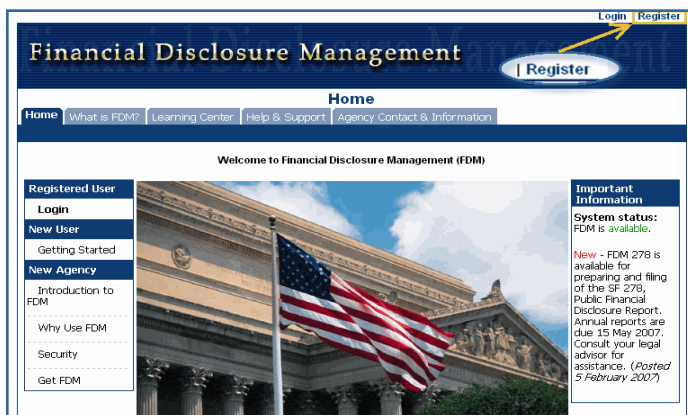 Login | Register
Financial Disclosure Management
| Register
Home
Home
What is FDM?
Learning Center
Help & Support
Agency Contact & Information
Welcome to Financial Disclosure Management (FDM)
Registered User
Login
New User
Getting Started
New Agency
Introduction to
FDM
Why Use FDM
Security
Get FDM
Important
Information
System status:
FDM is available.
New - FDM 278 is
available for
preparing and filing
of the SF 278,
Public Financial
Disclosure Report.
Annual reports are
due 15 May 2007.
Consult your legal
advisor for
assistance. (Posted
5 February 2007)